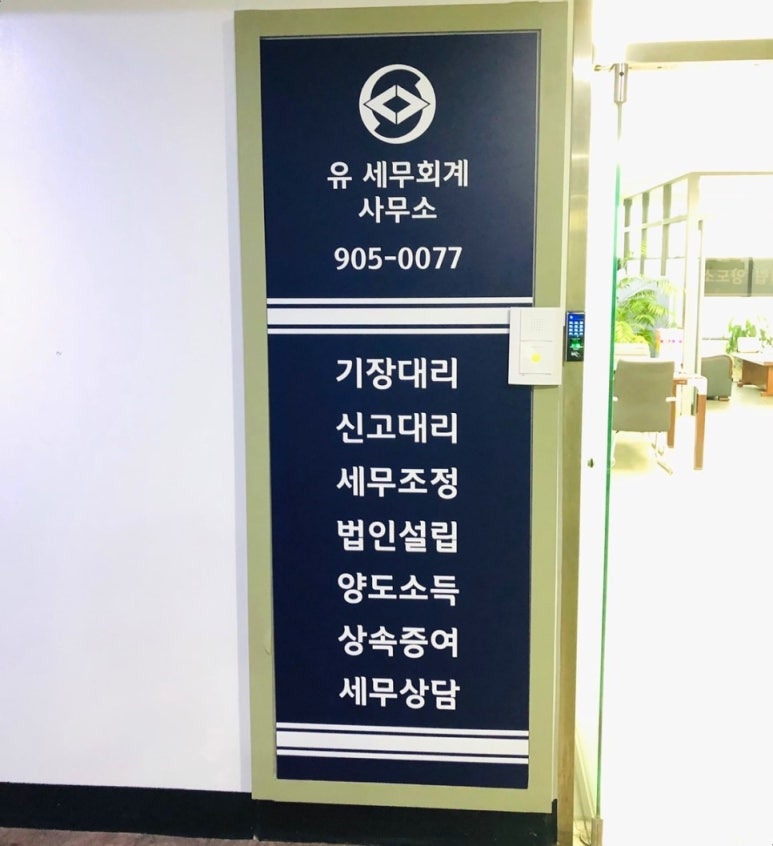 유 세무회계
사무소
905-0077
기장대리
신고대리
세무조정
법인설립
양도소득
상속증여
세무상담